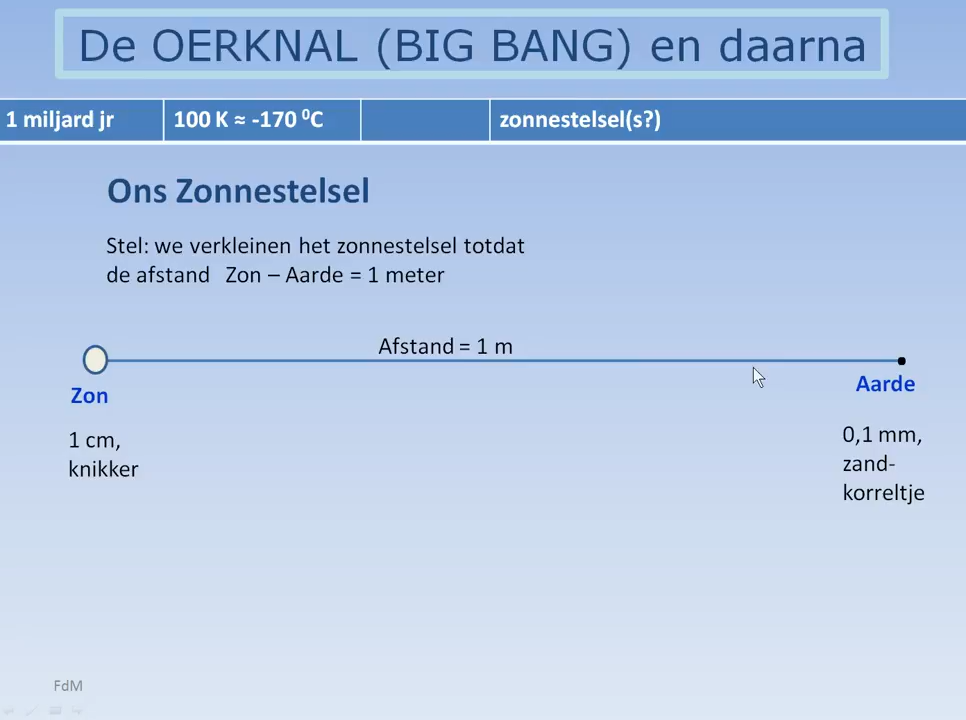 De OERKNAL (BIG BANG) en daarna
1 miljard jr 100 K ≈ -170 ⁰C zonnestelsel(s?)
Ons Zonnestelsel
Stel: we verkleinen het zonnestelsel totdat
de afstand Zon – Aarde = 1 meter
Afstand = 1 m
Zon
Aarde
1 cm,
knikker
0,1 mm,
zand-
korreltje
FdM